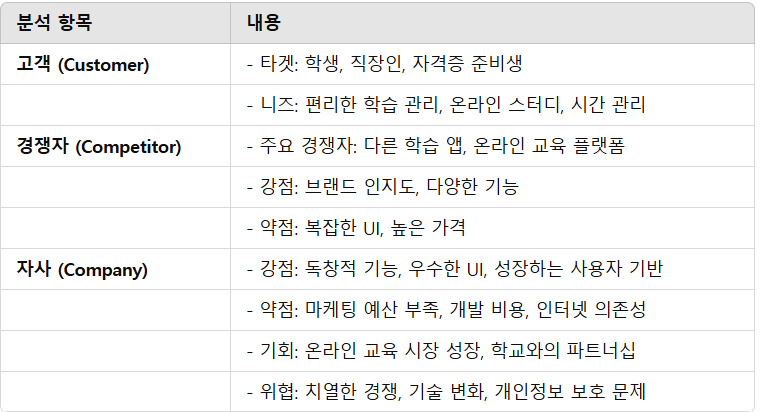 분석 항목 내용
고객 (Customer) - 타겟: 학생, 직장인, 자격증 준비생
- 니즈: 편리한 학습 관리, 온라인 스터디, 시간 관리
경쟁자 (Competitor) - 주요 경쟁자: 다른 학습 앱, 온라인 교육 플랫폼
- 강점: 브랜드 인지도, 다양한 기능
- 약점: 복잡한 UI, 높은 가격
자사 (Company) - 강점: 독창적 기능, 우수한 UI, 성장하는 사용자 기반
- 약점: 마케팅 예산 부족, 개발 비용, 인터넷 의존성
- 기회: 온라인 교육 시장 성장, 학교와의 파트너십
- 위협: 치열한 경쟁, 기술 변화, 개인정보 보호 문제